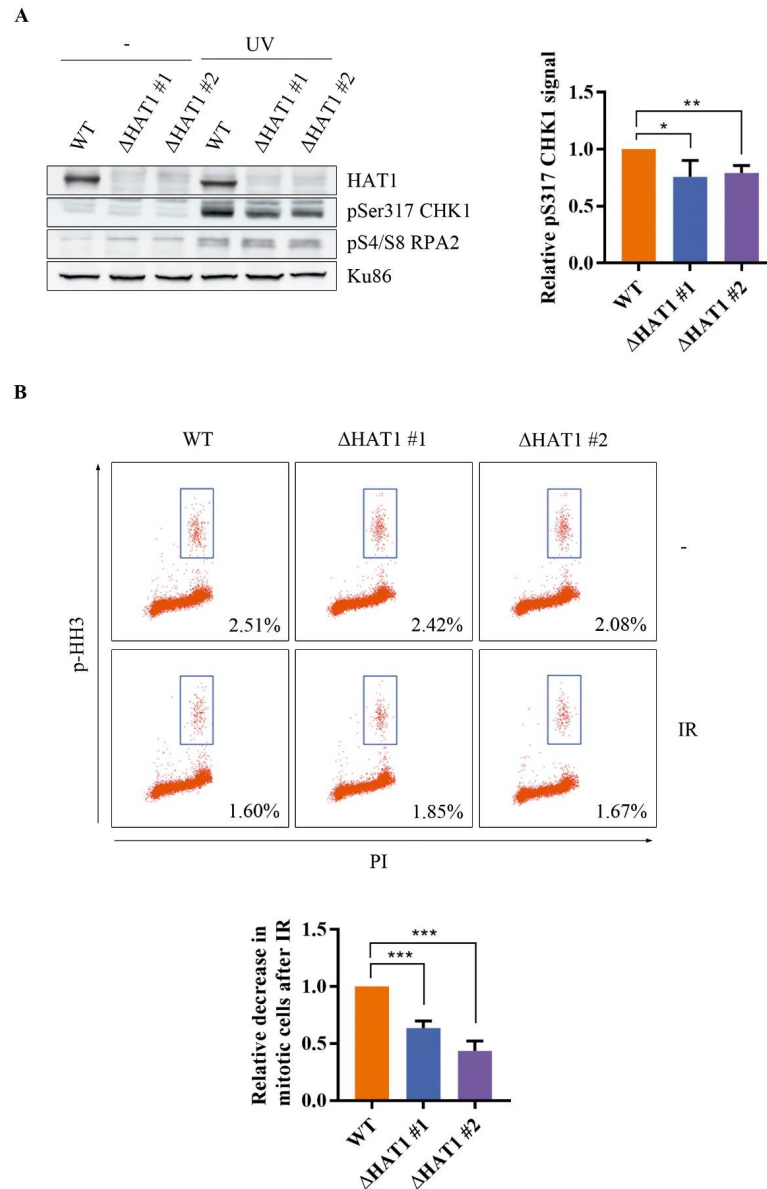 A
-
UV
WT
ΔHAT1 #1
ΔHAT1 #2
WT
ΔHAT1 #1
ΔHAT1 #2
HAT1
pSer317 CHK1
pS4/S8 RPA2
Ku86
Relative pS317 CHK1 signal
1.5
1.0
0.5
0.0
*
**
WT
ΔHAT1 #1
ΔHAT1 #2
B
WT
ΔHAT1 #1
ΔHAT1 #2
p-HH3
2.51%
2.42%
2.08%
-
1.60%
1.85%
1.67%
IR
PI
Relative decrease in
mitotic cells after IR
1.5
1.0
0.5
0.0
***
***
WT
ΔHAT1 #1
ΔHAT1 #2